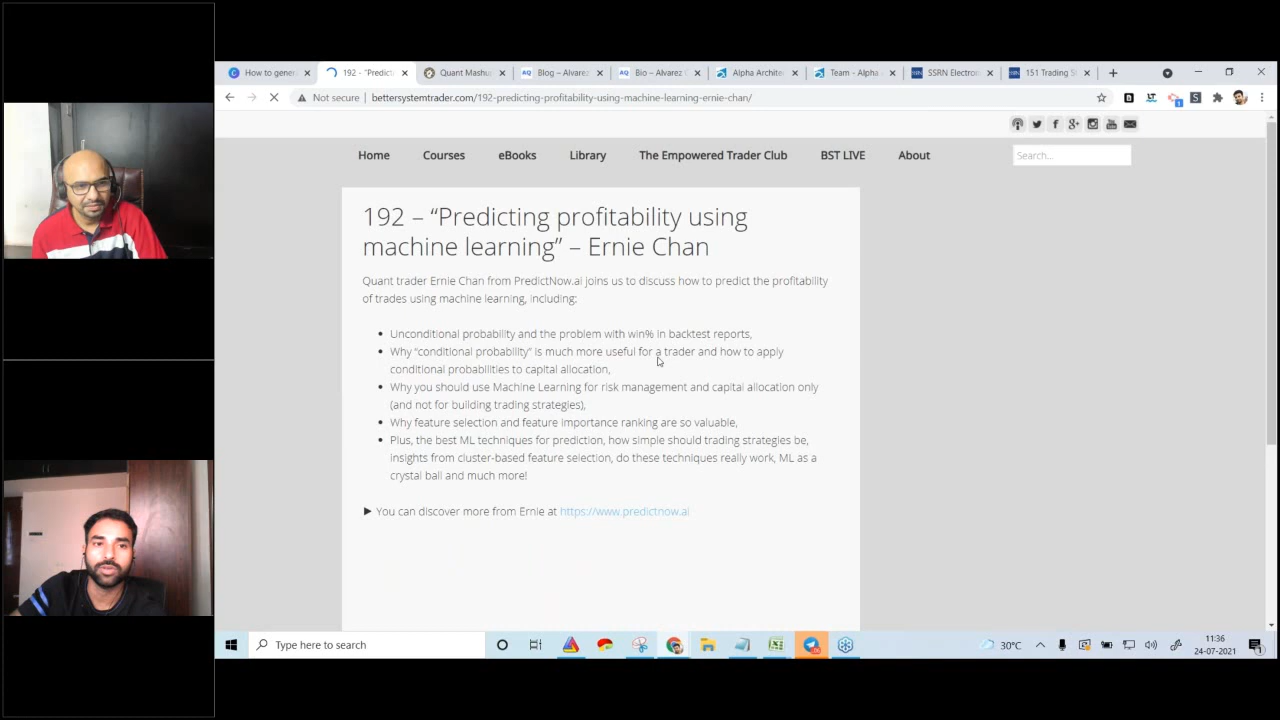 How to gener
192 - "Predicti
Quant Mashu
Blog – Alvarez
Bio – Alvarez
Alpha Archite
Team - Alpha
SSRN Electron
151 Trading S
Not secure
bettersystemtrader.com/192-predicting-profitability-using-machine-learning-ernie-chan/
Home
Courses
eBooks
Library
The Empowered Trader Club
BST LIVE
About
Search...
192 – “Predicting profitability using
machine learning” – Ernie Chan
Quant trader Ernie Chan from PredictNow.ai joins us to discuss how to predict the profitability
of trades using machine learning, including:
Unconditional probability and the problem with win% in backtest reports,
Why “conditional probability” is much more useful for a trader and how to apply
conditional probabilities to capital allocation,
Why you should use Machine Learning for risk management and capital allocation only
(and not for building trading strategies),
Why feature selection and feature importance ranking are so valuable,
Plus, the best ML techniques for prediction, how simple should trading strategies be,
insights from cluster-based feature selection, do these techniques really work, ML as a
crystal ball and much more!
► You can discover more from Ernie at https://www.predictnow.ai
Type here to search
30°C
11:36
24-07-2021